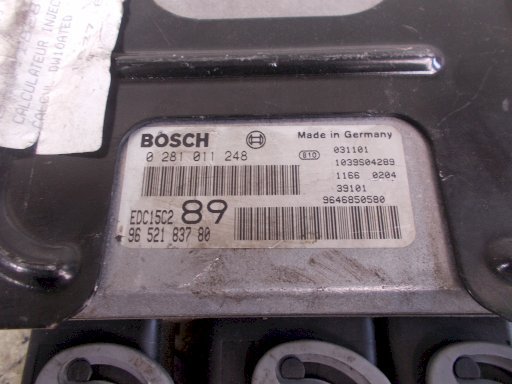 CALCULATEUR INJEC
BOSCH
Made in Germany
0 281 011 248
810
031101
1039S04289
1166 0204
39101
9646850580
EDC15C2 89
96 521 837 80